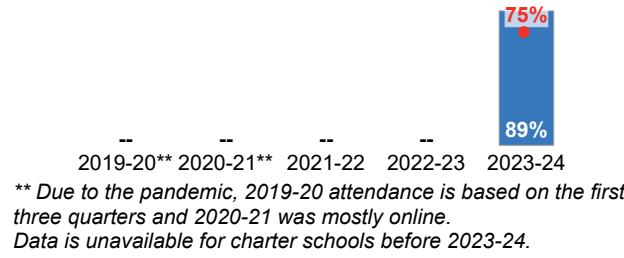 75%
89%
-- -- -- --
2019-20** 2020-21** 2021-22 2022-23 2023-24
** Due to the pandemic, 2019-20 attendance is based on the first
three quarters and 2020-21 was mostly online.
Data is unavailable for charter schools before 2023-24.